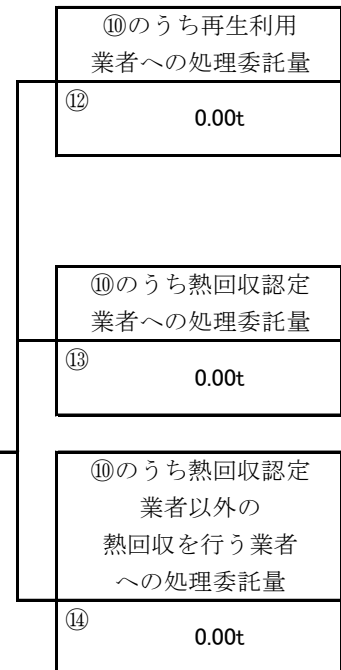 ⑩のうち再生利用
業者への処理委託量
⑫
0.00t
⑩のうち熱回収認定
業者への処理委託量
⑬
0.00t
⑩のうち熱回収認定
業者以外の
熱回収を行う業者
への処理委託量
⑭
0.00t